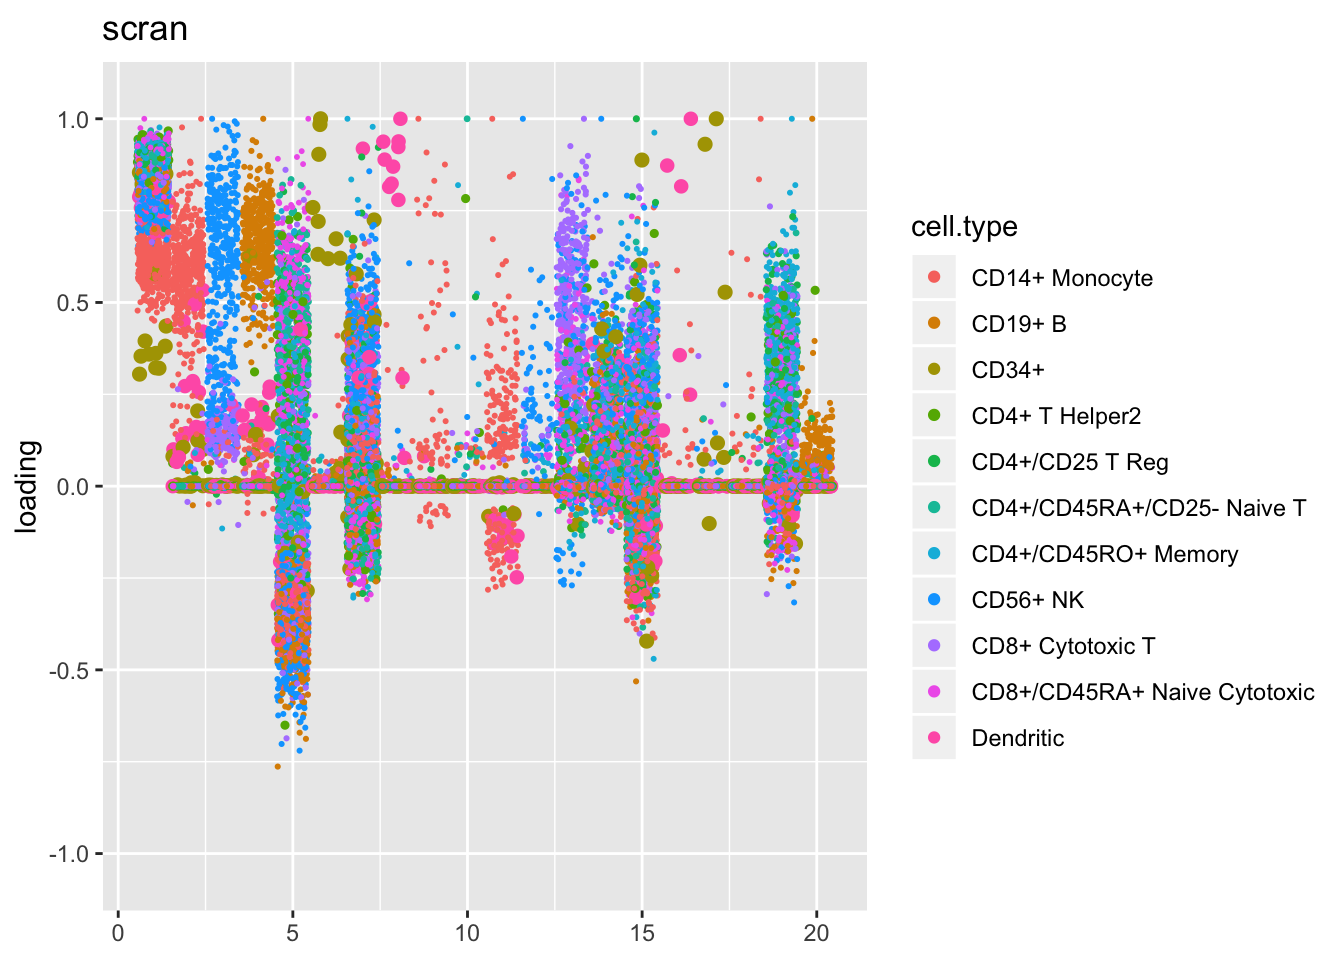 scran
loading
1.0
0.5
0.0
-0.5
-1.0
0
5
10
15
20
cell.type
CD14+ Monocyte
CD19+ B
CD34+
CD4+ T Helper2
CD4+/CD25 T Reg
CD4+/CD45RA+/CD25- Naive T
CD4+/CD45RO+ Memory
CD56+ NK
CD8+ Cytotoxic T
CD8+/CD45RA+ Naive Cytotoxic
Dendritic